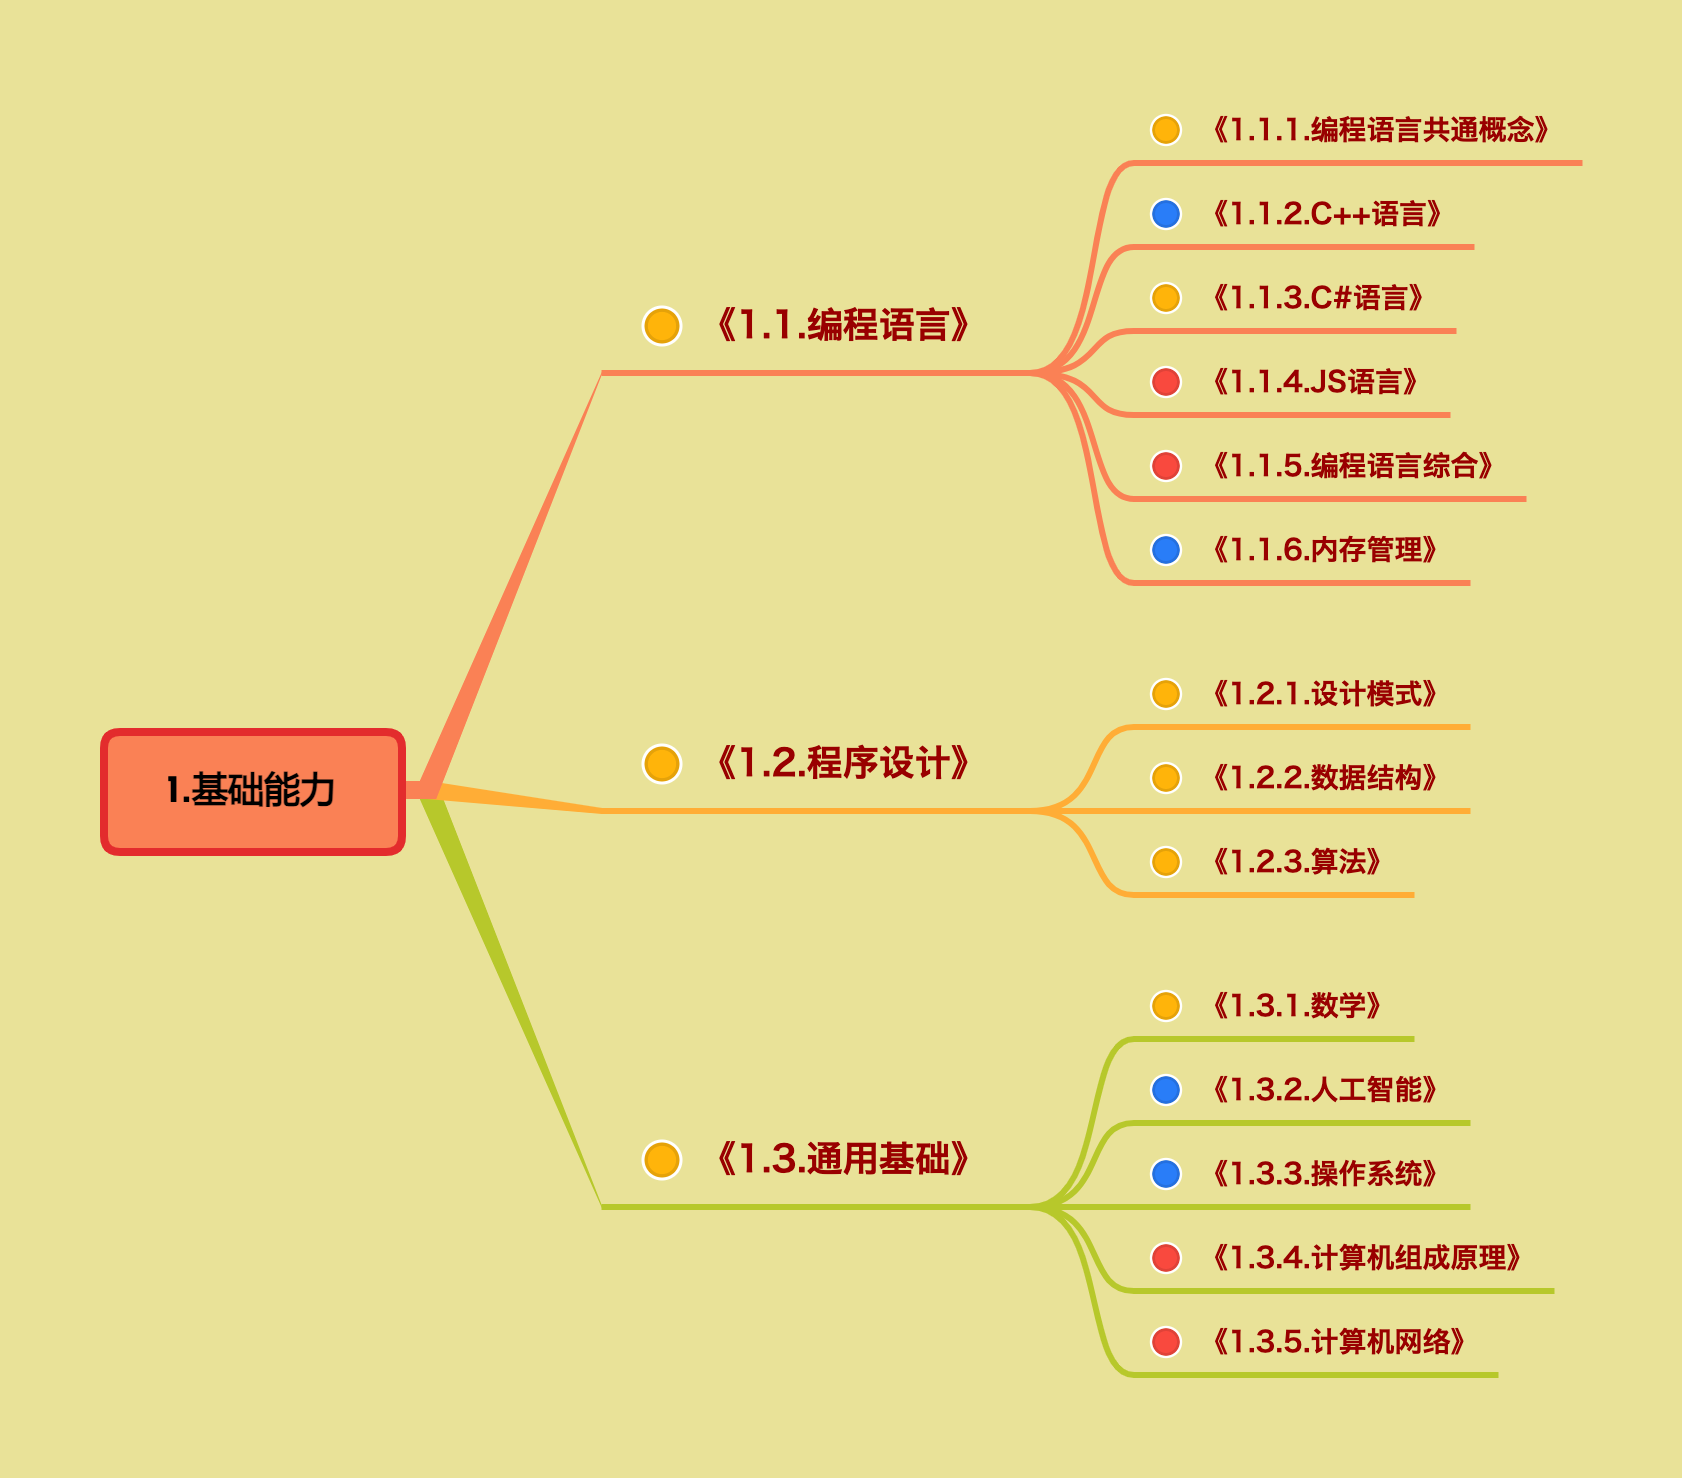 1.基础能力
《1.1.编程语言》
《1.1.1.编程语言共通概念》
《1.1.2.C++语言》
《1.1.3.C#语言》
《1.1.4.JS语言》
《1.1.5.编程语言综合》
《1.1.6.内存管理》
《1.2.程序设计》
《1.2.1.设计模式》
《1.2.2.数据结构》
《1.2.3.算法》
《1.3.通用基础》
《1.3.1.数学》
《1.3.2.人工智能》
《1.3.3.操作系统》
《1.3.4.计算机组成原理》
《1.3.5.计算机网络》